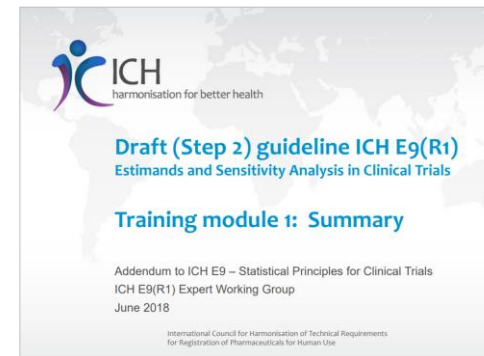 ICH
harmonisation for better health
Draft (Step 2) guideline ICH E9(R1)
Estimands and Sensitivity Analysis in Clinical Trials
Training module 1: Summary
Addendum to ICH E9 – Statistical Principles for Clinical Trials
ICH E9(R1) Expert Working Group
June 2018
International Council for Harmonisation of Technical Requirements
for Registration of Pharmaceuticals for Human Use